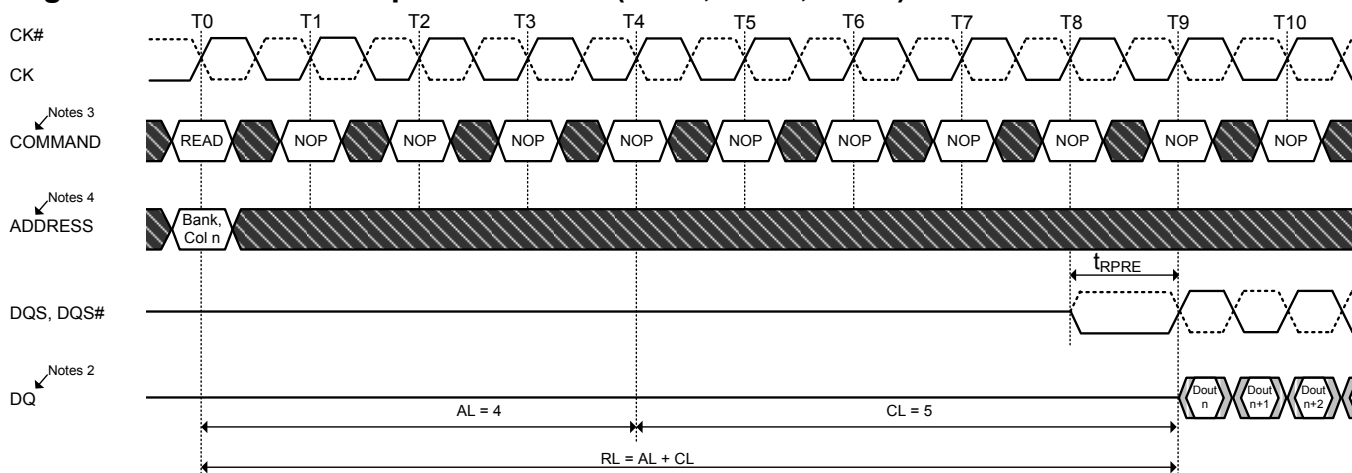 T0 T1 T2 T3 T4 T5 T6 T7 T8 T9 T10
CK#
CK
Notes 3
COMMAND
READ NOP NOP NOP NOP NOP NOP NOP NOP NOP NOP
Notes 4
ADDRESS
Bank,
Col n
tRPRE
DQS, DQS#
Notes 2
DQ
Dout
n
Dout
n+1
Dout
n+2
AL = 4
CL = 5
RL = AL + CL